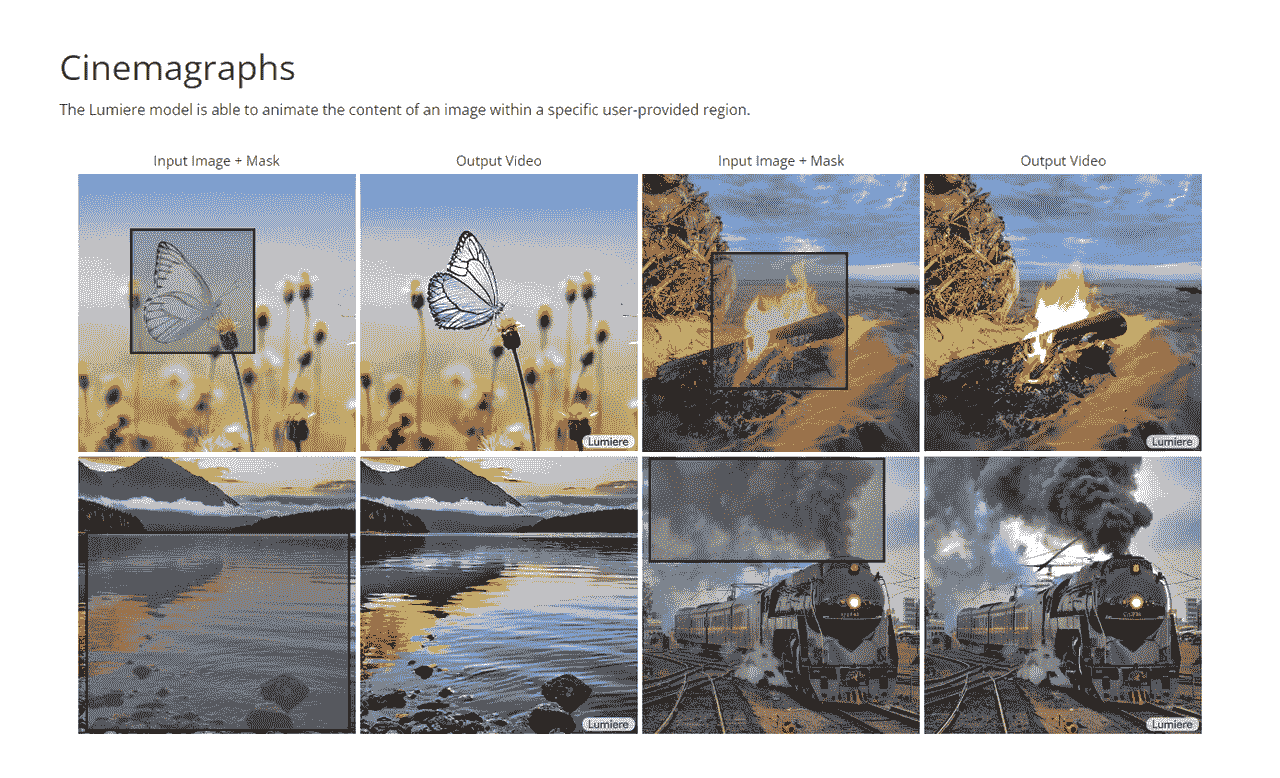 Cinemagraphs
The Lumiere model is able to animate the content of an image within a specific user-provided region.
Input Image + Mask
Output Video
Input Image + Mask
Output Video
Lumiere
Lumiere
Lumiere
Lumiere